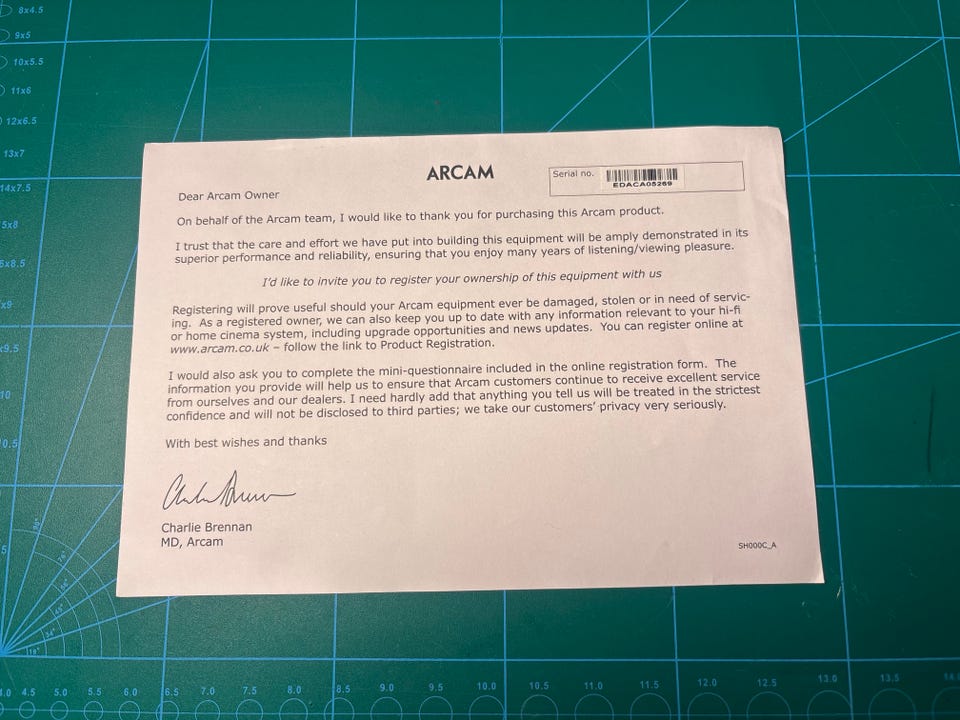 8x4.5
9x5
10x5.5
11x6
12x6.5
13x7
14x7.5
5x8
6x8.5
x9
x9.5
10
0.5
ARCAM
Serial no.
EDACA05269
Dear Arcam Owner
On behalf of the Arcam team, I would like to thank you for purchasing this Arcam product.
I trust that the care and effort we have put into building this equipment will be amply demonstrated in its
superior performance and reliability, ensuring that you enjoy many years of listening/viewing pleasure.
I'd like to invite you to register your ownership of this equipment with us
Registering will prove useful should your Arcam equipment ever be damaged, stolen or in need of servic-
ing. As a registered owner, we can also keep you up to date with any information relevant to your hi-fi
or home cinema system, including upgrade opportunities and news updates. You can register online at
www.arcam.co.uk – follow the link to Product Registration.
I would also ask you to complete the mini-questionnaire included in the online registration form. The
information you provide will help us to ensure that Arcam customers continue to receive excellent service
from ourselves and our dealers. I need hardly add that anything you tell us will be treated in the strictest
confidence and will not be disclosed to third parties; we take our customers' privacy very seriously.
With best wishes and thanks
Charlie Brennan
MD, Arcam
SH000C_A
4.0 4.5 5.0 5.5 6.0 6.5 7.0 7.5 8.0 8.5 9.0 9.5 10.0 10.5 11.0 11.5 12.0 12.5 13.0 13.5 14.0